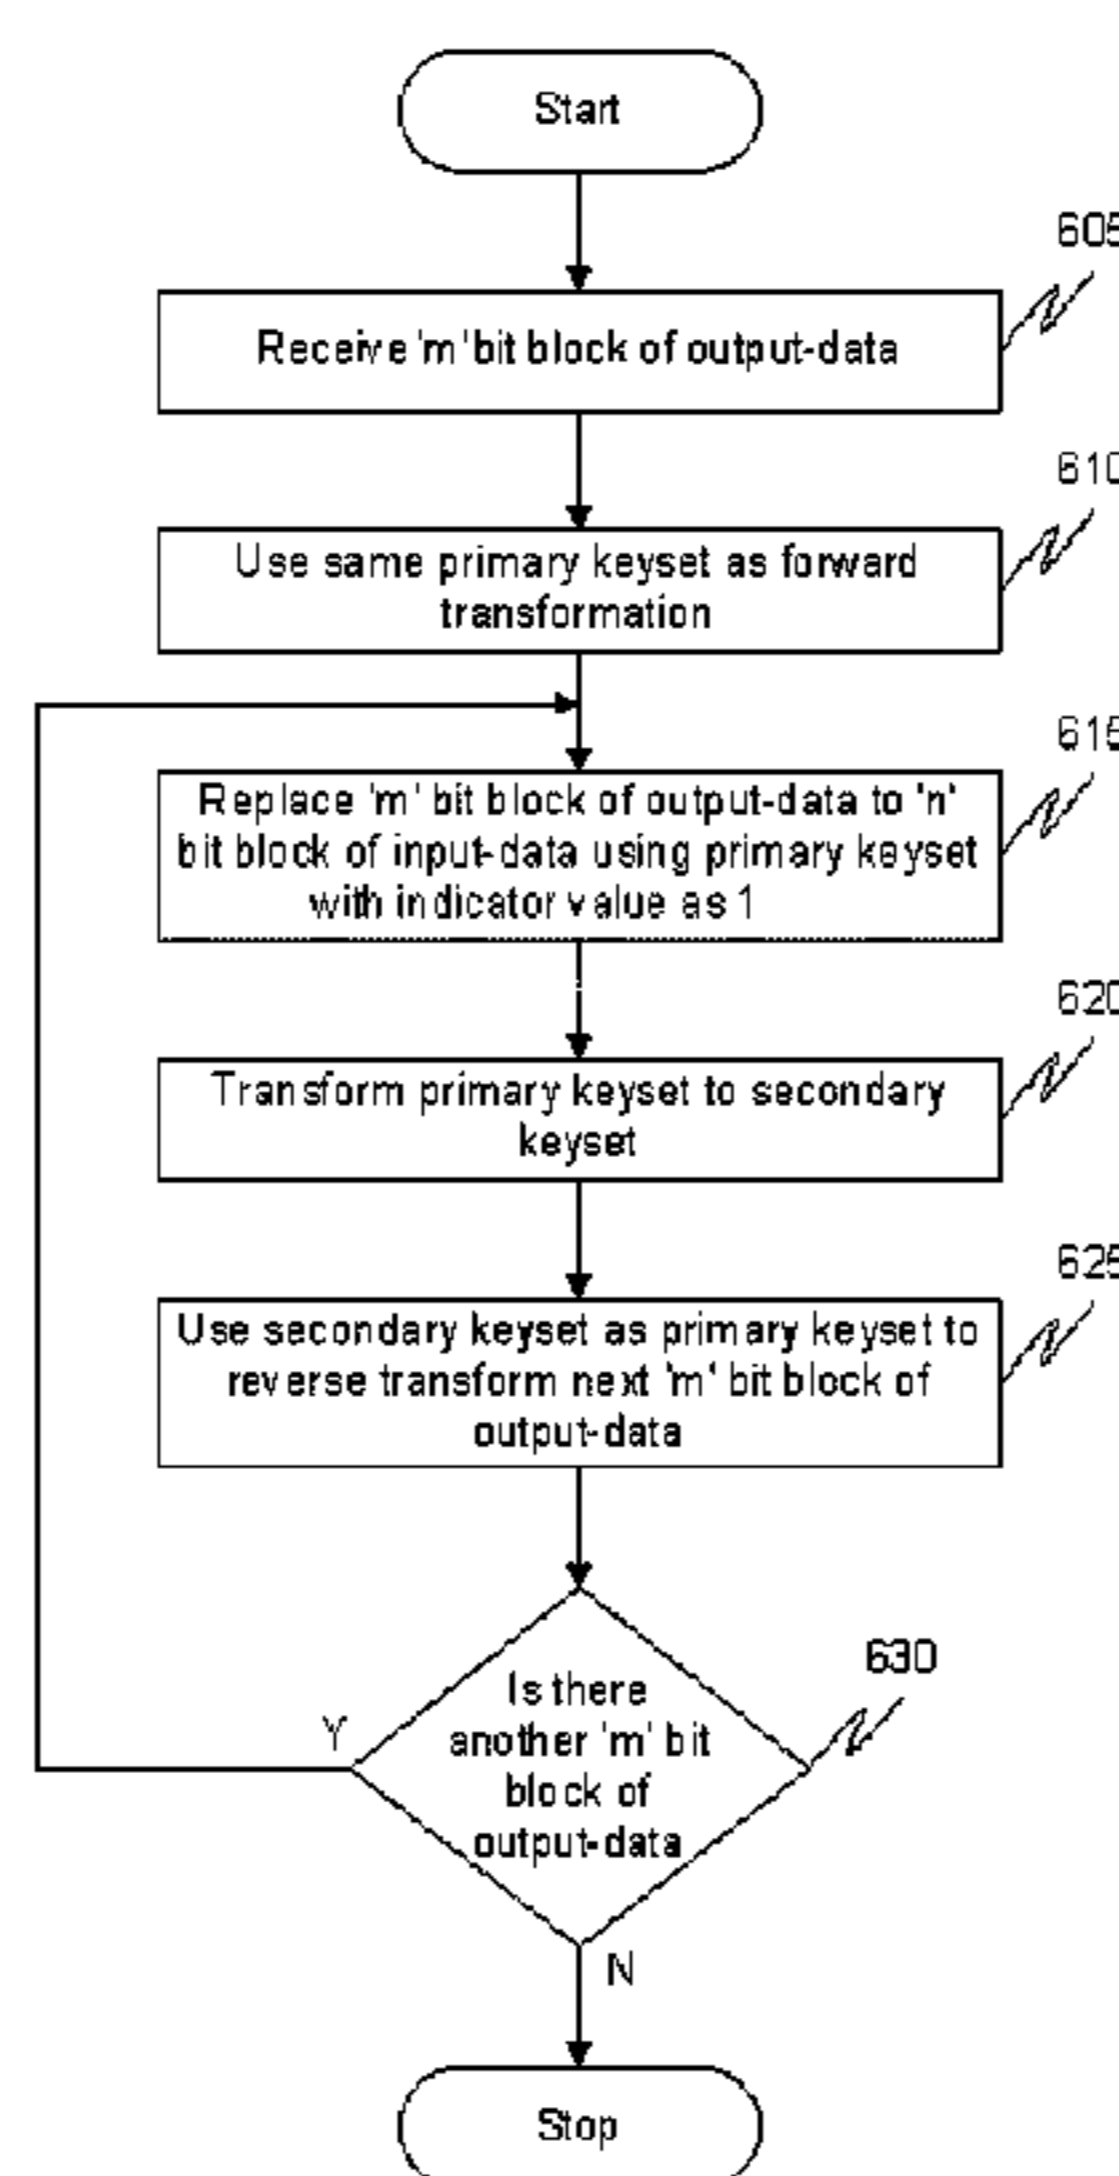 Start
605
Receive 'm' bit block of output-data
610
Use same primary keyset as forward
transformation
615
Replace 'm' bit block of output-data to 'n'
bit block of input-data using primary keyset
with indicator value as 1
620
Transform primary keyset to secondary
keyset
625
Use secondary keyset as primary keyset to
reverse transform next 'm' bit block of
output-data
630
Is there
another 'm' bit
block of
output-data
Y
N
Stop